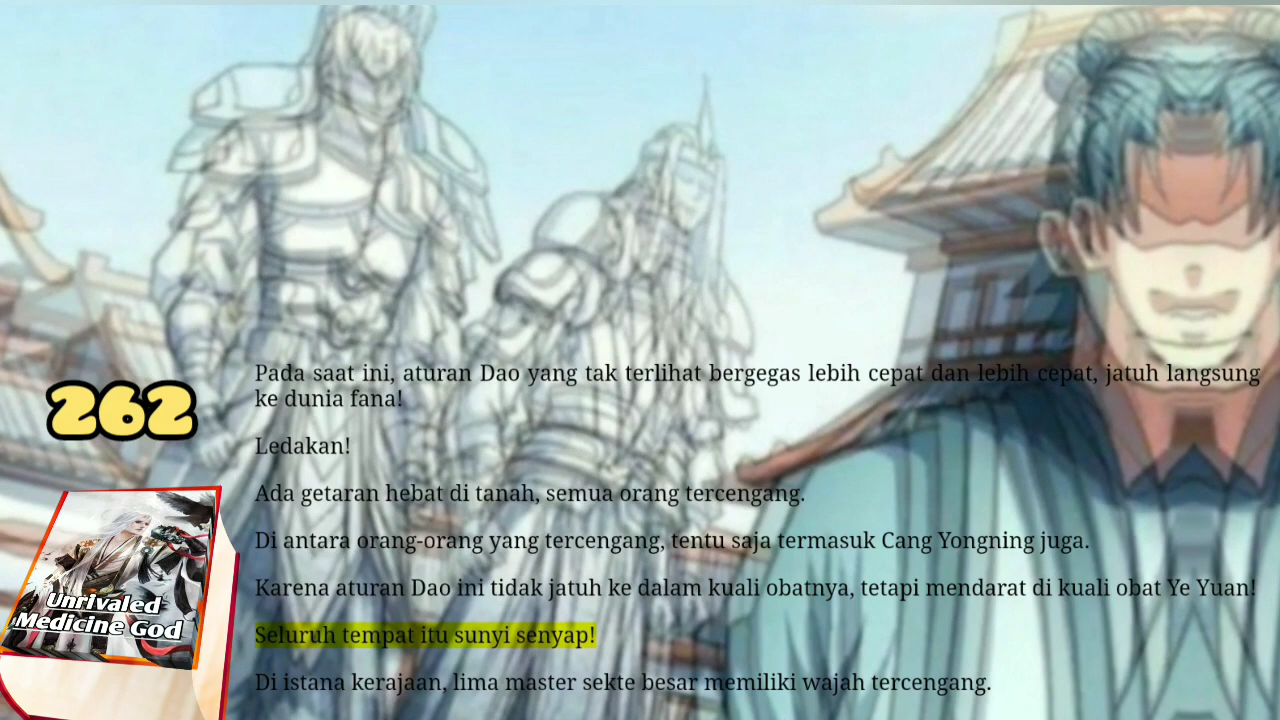 Pada saat ini, aturan Dao yang tak terlihat bergegas lebih cepat dan lebih cepat, jatuh langsung
ke dunia fana!
262
Ledakan!
Ada getaran hebat di tanah, semua orang tercengang.
Di antara orang-orang yang tercengang, tentu saja termasuk Cang Yongning juga.
Karena aturan Dao ini tidak jatuh ke dalam kuali obatnya, tetapi mendarat di kuali obat Ye Yuan!
Seluruh tempat itu sunyi senyap!
Di istana kerajaan, lima master sekte besar memiliki wajah tercengang.
Unrivaled
Medicine God